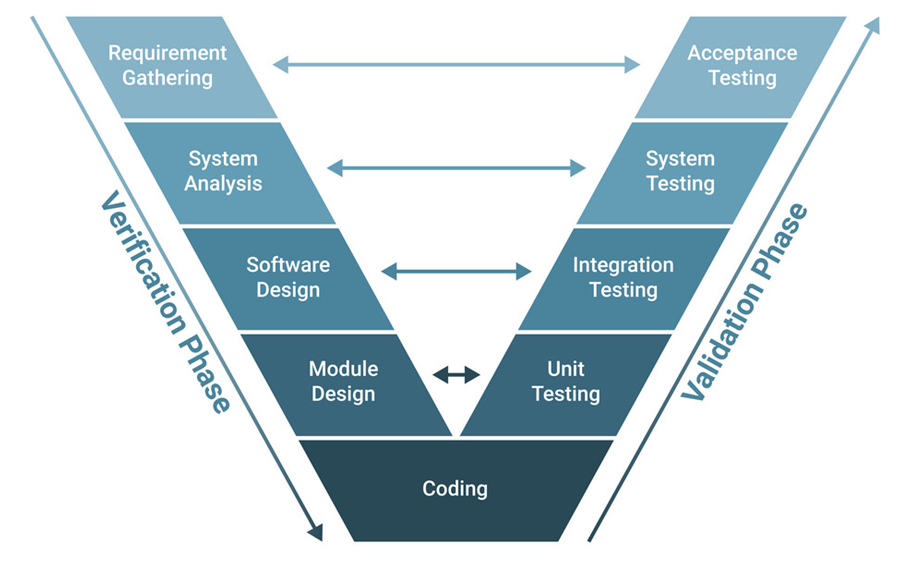 Requirement
Gathering
Acceptance
Testing
System
Analysis
System
Testing
Verification Phase
Validation Phase
Software
Design
Integration
Testing
Module
Design
Unit
Testing
Coding